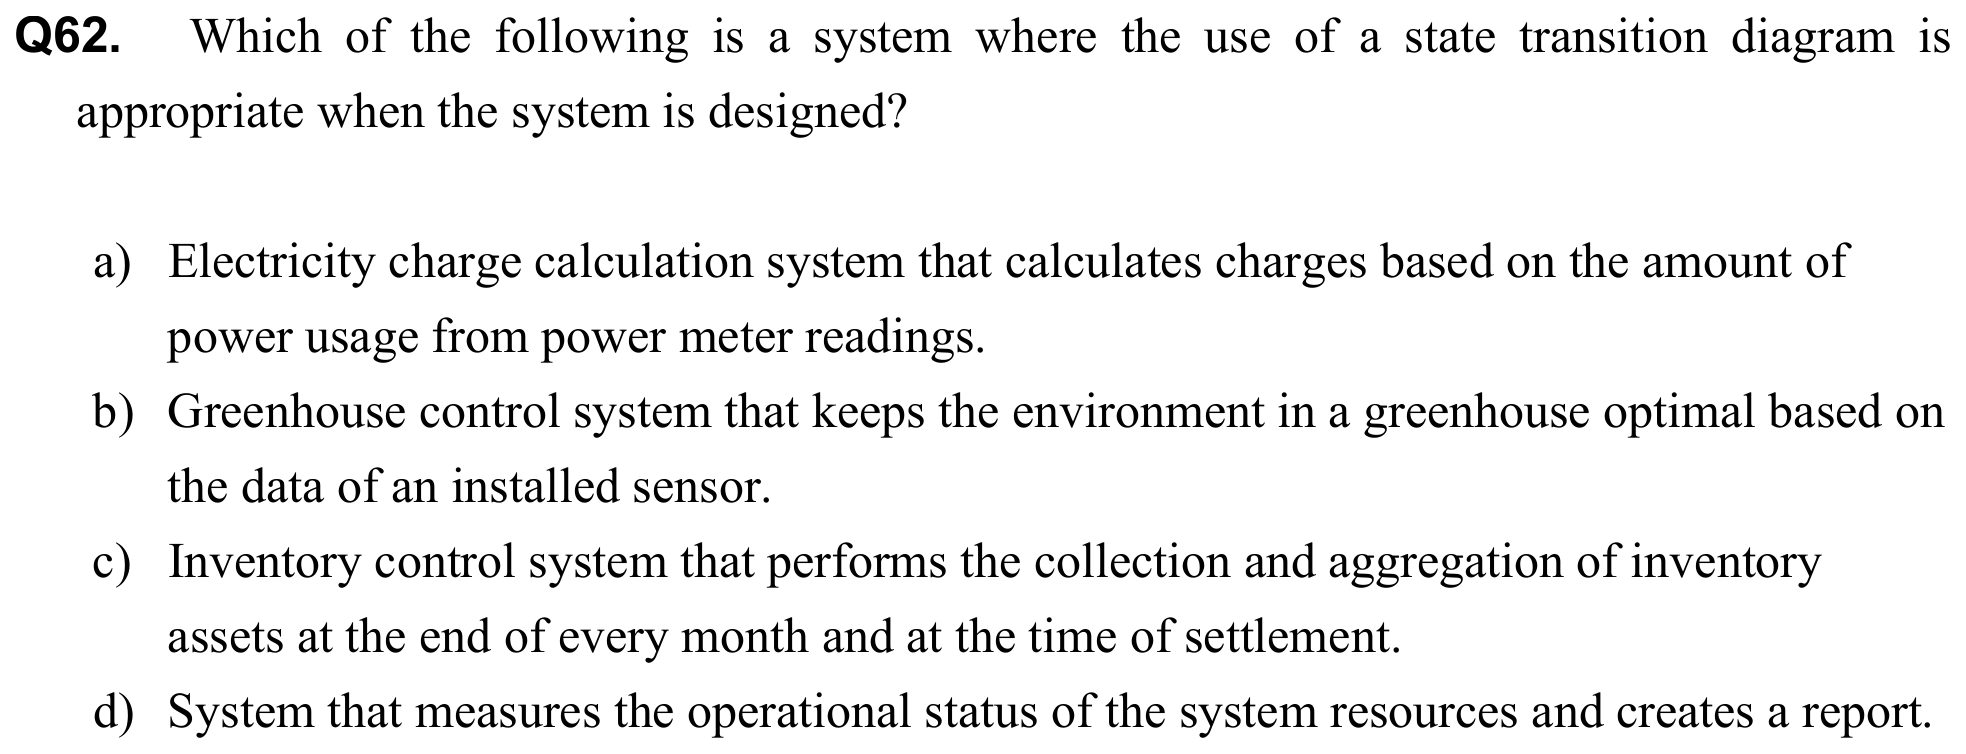 Q62. Which of the following is a system where the use of a state transition diagram is
appropriate when the system is designed?
a) Electricity charge calculation system that calculates charges based on the amount of
power usage from power meter readings.
b) Greenhouse control system that keeps the environment in a greenhouse optimal based on
the data of an installed sensor.
c) Inventory control system that performs the collection and aggregation of inventory
assets at the end of every month and at the time of settlement.
d) System that measures the operational status of the system resources and creates a report.